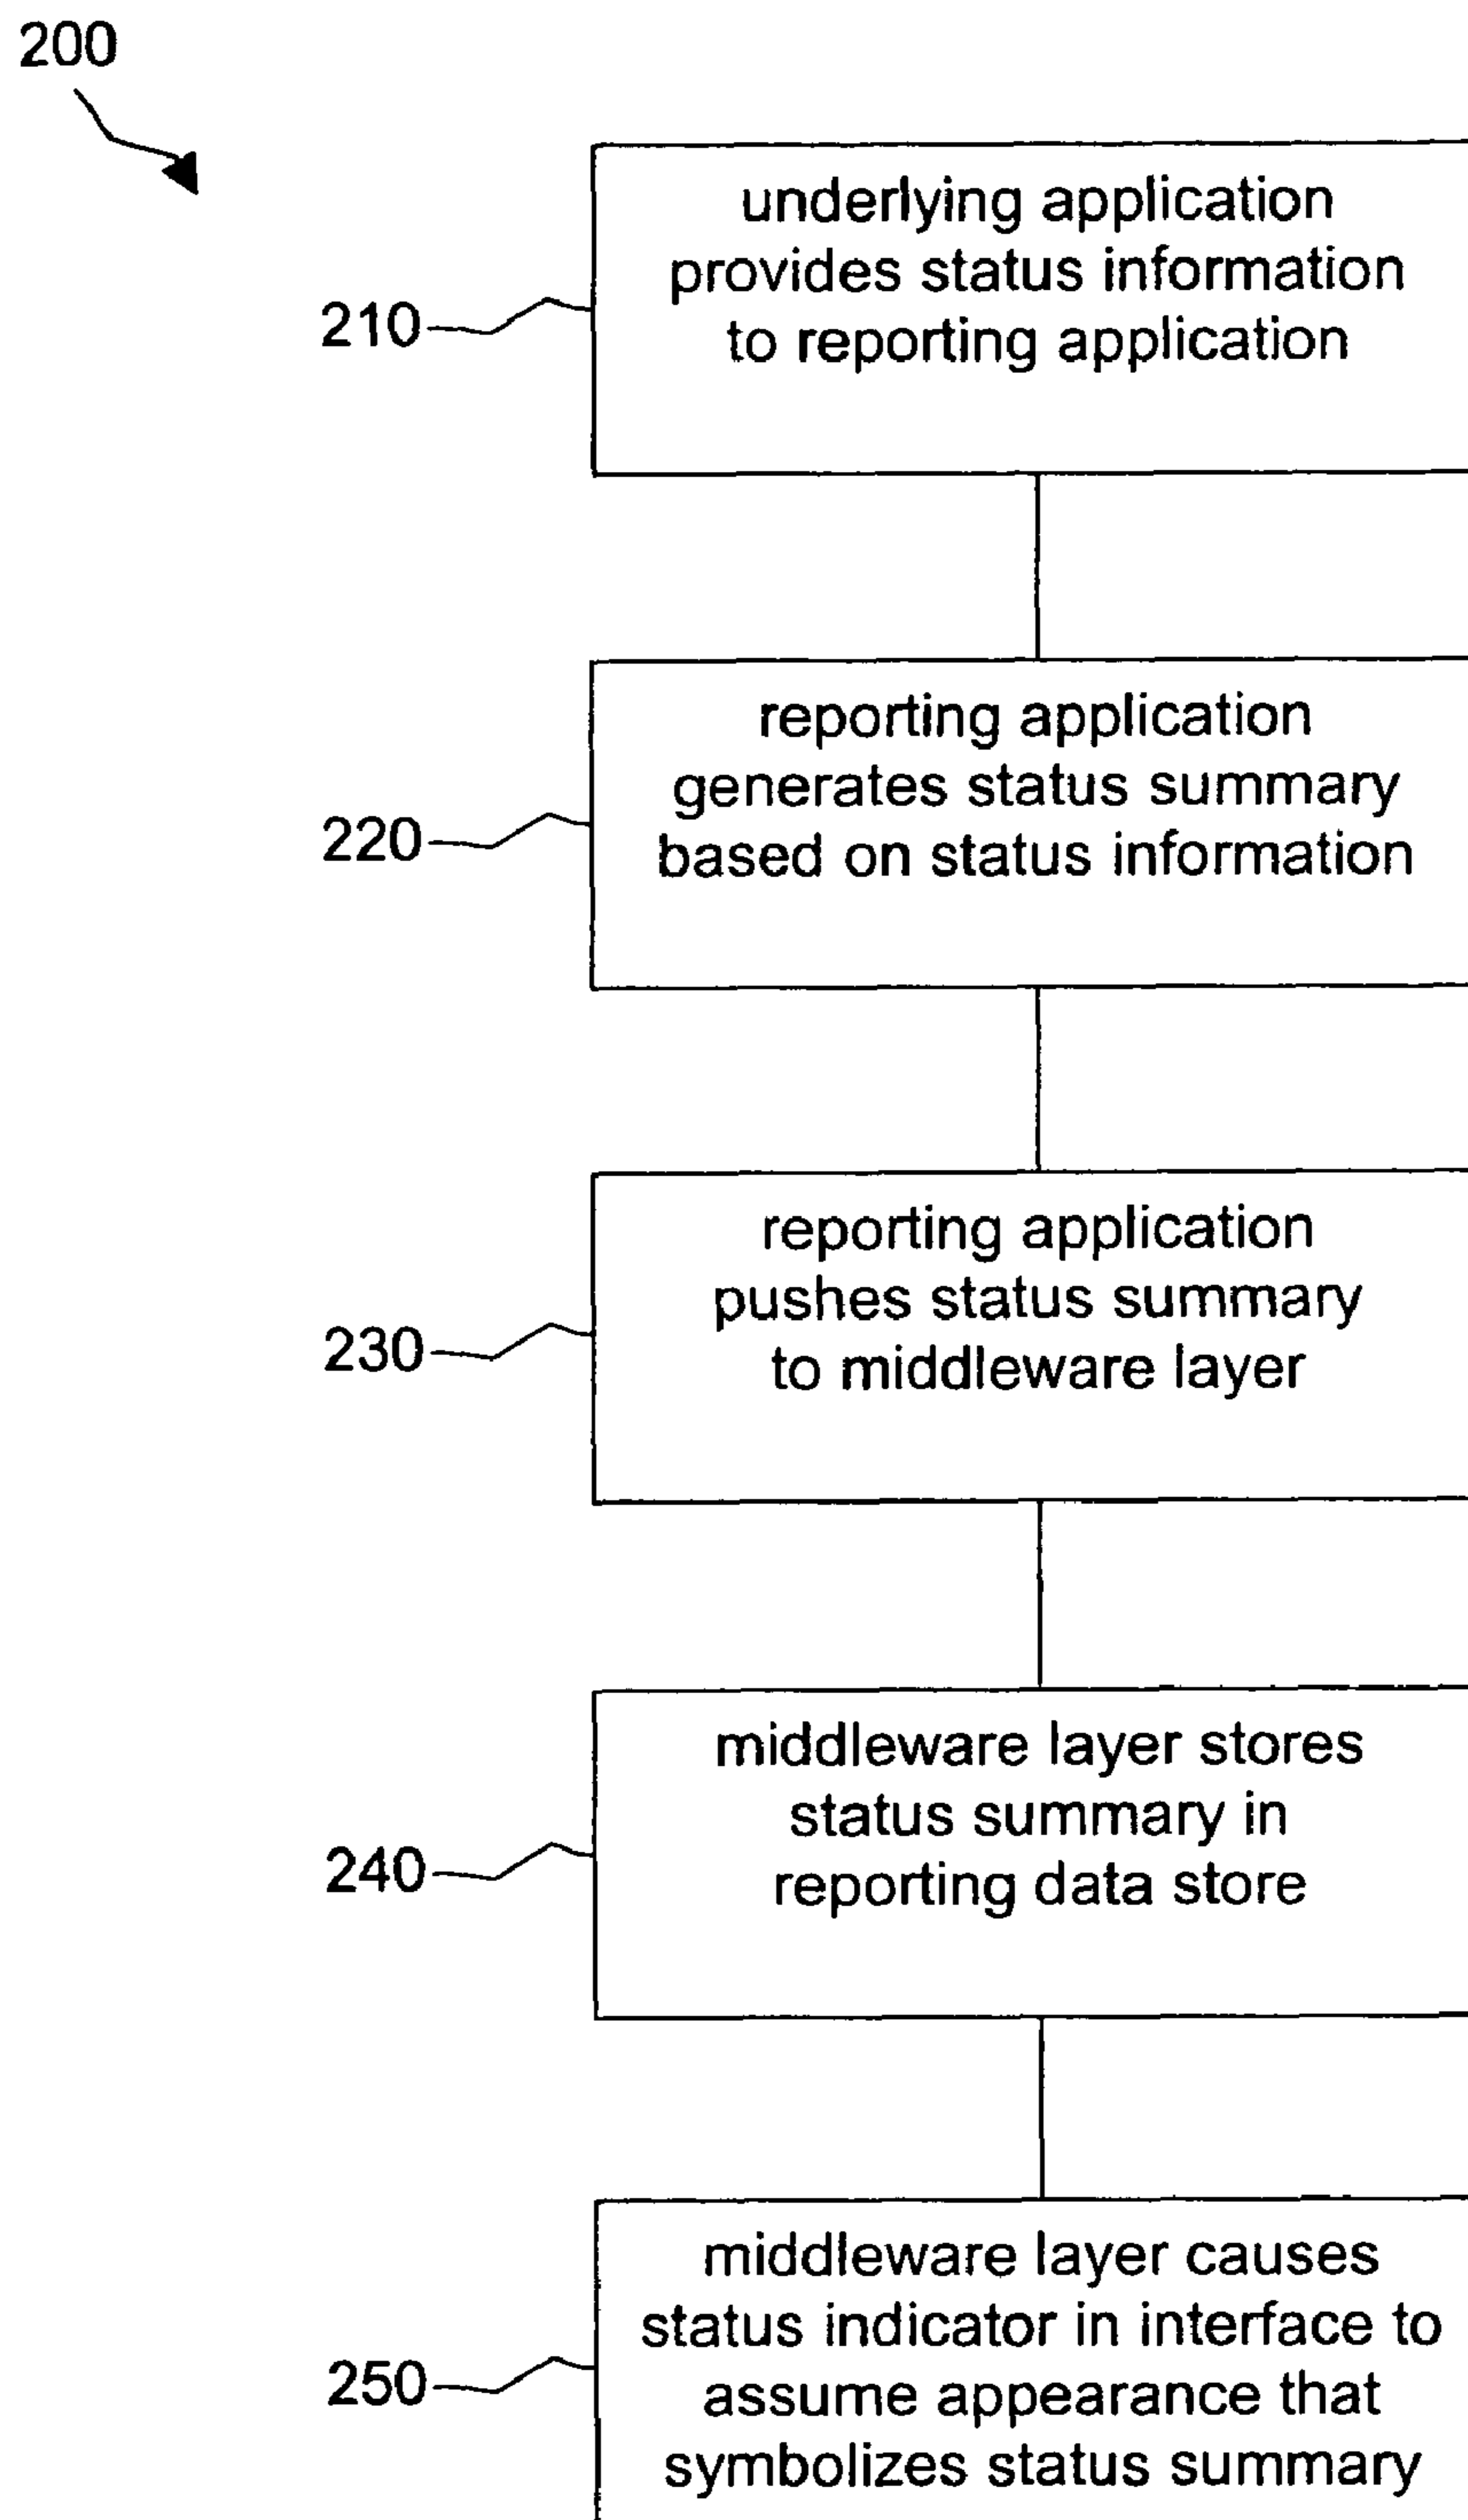 200
underlying application
provides status information
to reporting application
210
reporting application
generates status summary
based on status information
220
reporting application
pushes status summary
to middleware layer
230
middleware layer stores
status summary in
reporting data store
240
middleware layer causes
status indicator in interface to
assume appearance that
symbolizes status summary
250